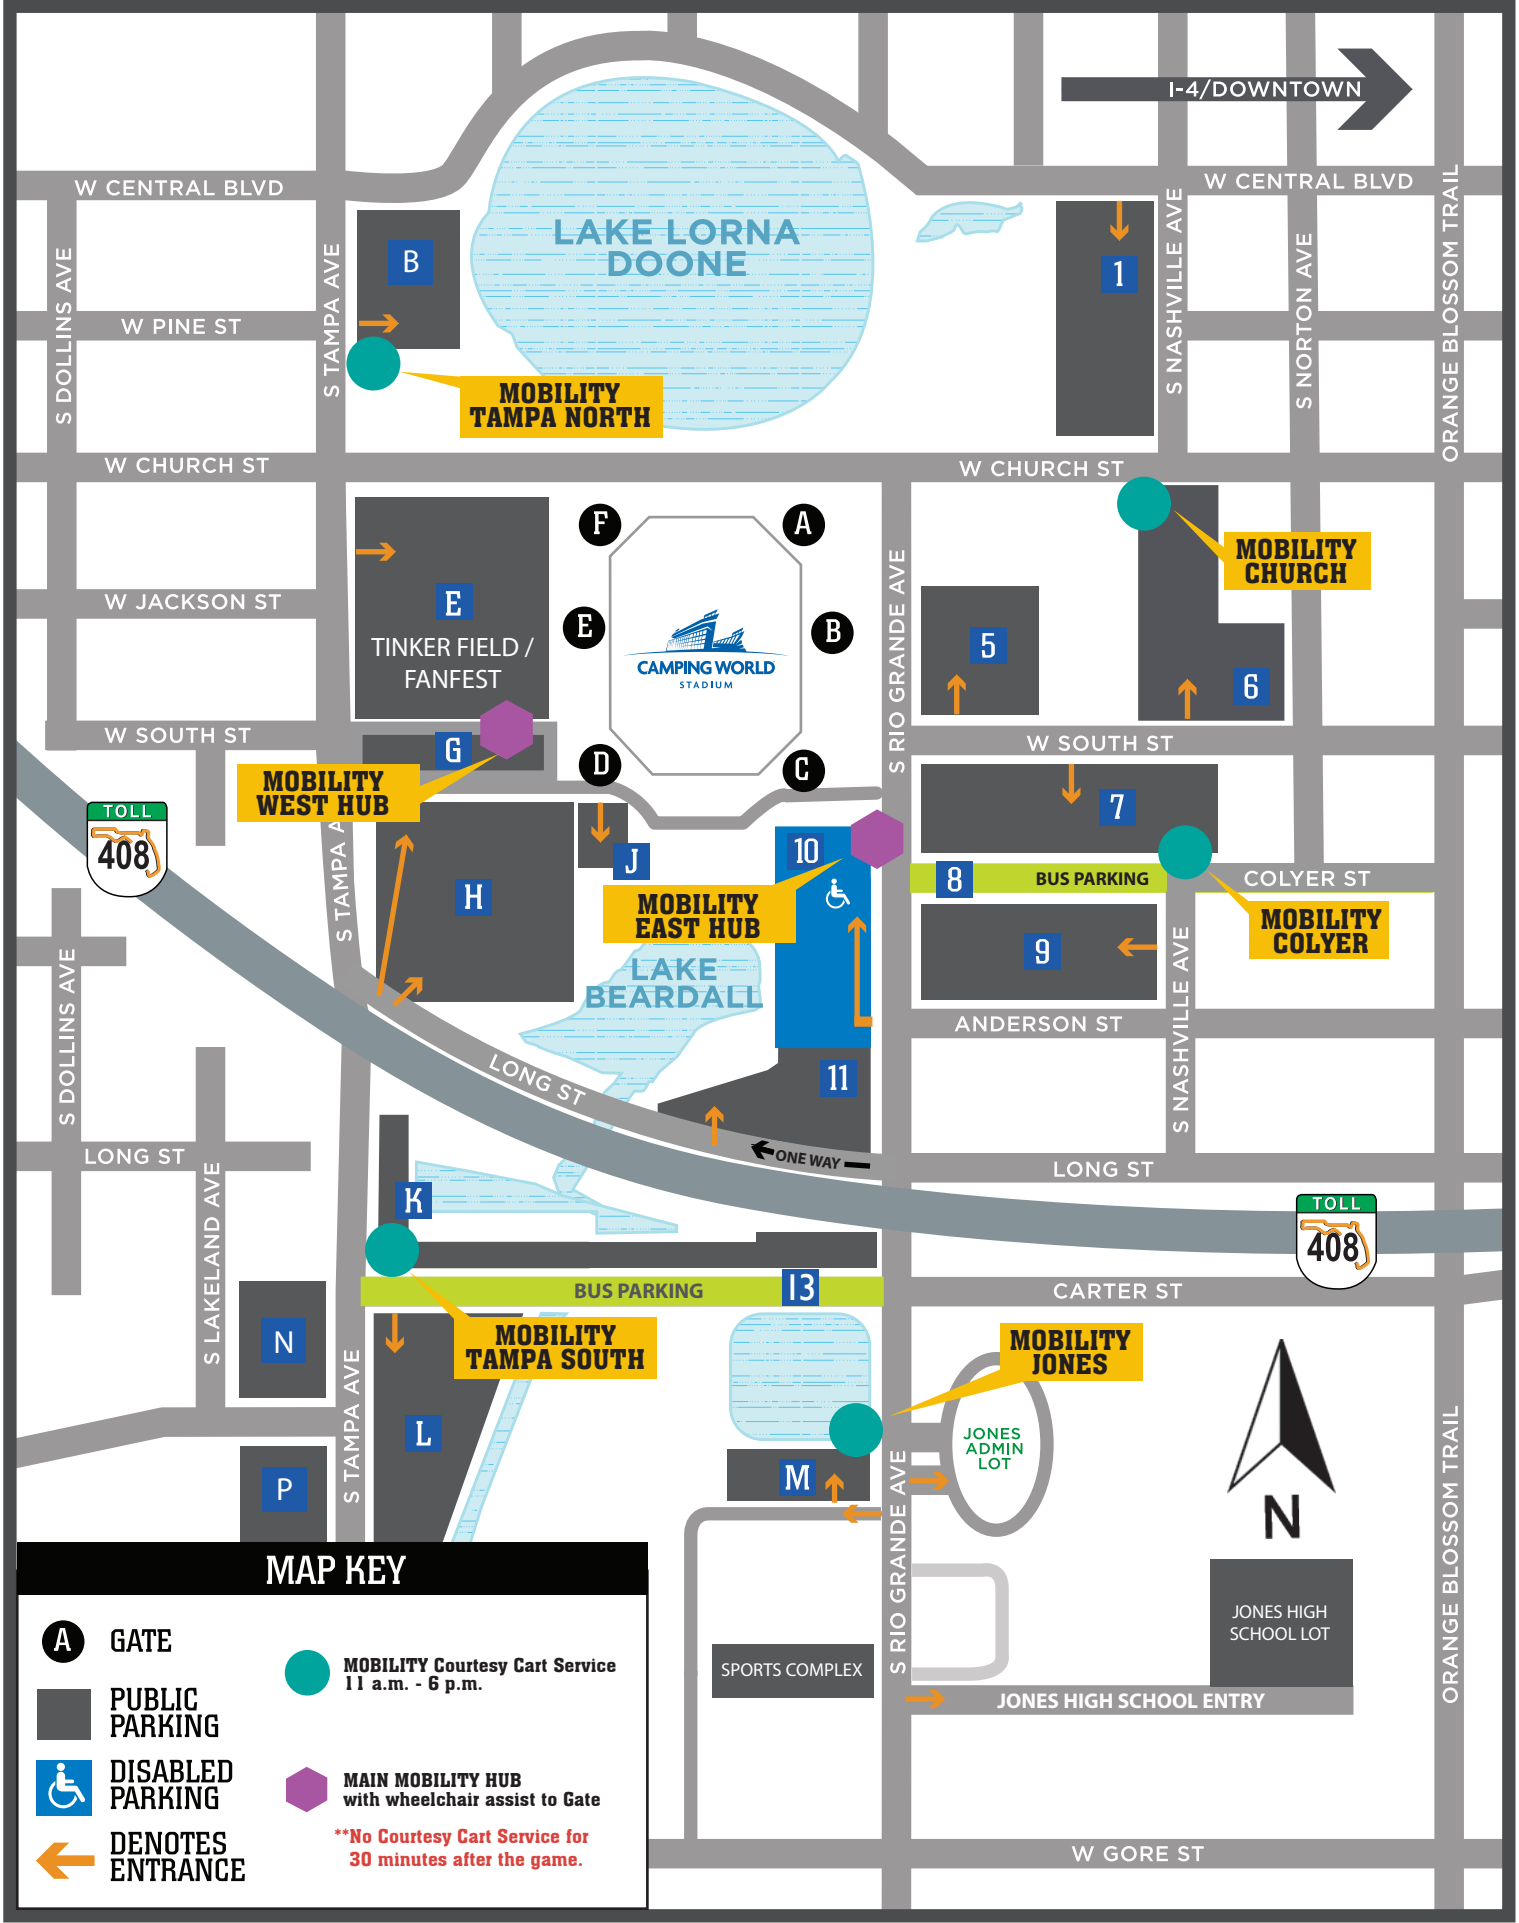 I-4/DOWNTOWN
W CENTRAL BLVD
W CENTRAL BLVD
LAKE LORNA
DOONE
B
1
S DOLLINS AVE
S TAMPA AVE
S NASHVILLE AVE
S NORTON AVE
ORANGE BLOSSOM TRAIL
W PINE ST
MOBILITY
TAMPA NORTH
W CHURCH ST
W CHURCH ST
F
A
MOBILITY
CHURCH
W JACKSON ST
E
TINKER FIELD /
FANFEST
E
B
CAMPING WORLD
STADIUM
S RIO GRANDE AVE
5
6
W SOUTH ST
W SOUTH ST
G
D
C
MOBILITY
WEST HUB
TOLL
408
S TAMPA A
H
J
10
7
MOBILITY
EAST HUB
8
BUS PARKING
COLYER ST
MOBILITY
COLYER
9
LAKE
BEARDALL
S DOLLINS AVE
S NASHVILLE AVE
ANDERSON ST
LONG ST
11
ONE WAY
LONG ST
LONG ST
K
TOLL
408
S LAKELAND AVE
BUS PARKING
13
CARTER ST
N
MOBILITY
TAMPA SOUTH
MOBILITY
JONES
S TAMPA AVE
L
JONES
ADMIN
LOT
ORANGE BLOSSOM TRAIL
P
M
S RIO GRANDE AVE
N
JONES HIGH
SCHOOL LOT
SPORTS COMPLEX
JONES HIGH SCHOOL ENTRY
W GORE ST
MAP KEY
A
GATE
PUBLIC
PARKING
DISABLED
PARKING
DENOTES
ENTRANCE
MOBILITY Courtesy Cart Service
11 a.m. - 6 p.m.
MAIN MOBILITY HUB
with wheelchair assist to Gate
**No Courtesy Cart Service for
30 minutes after the game.